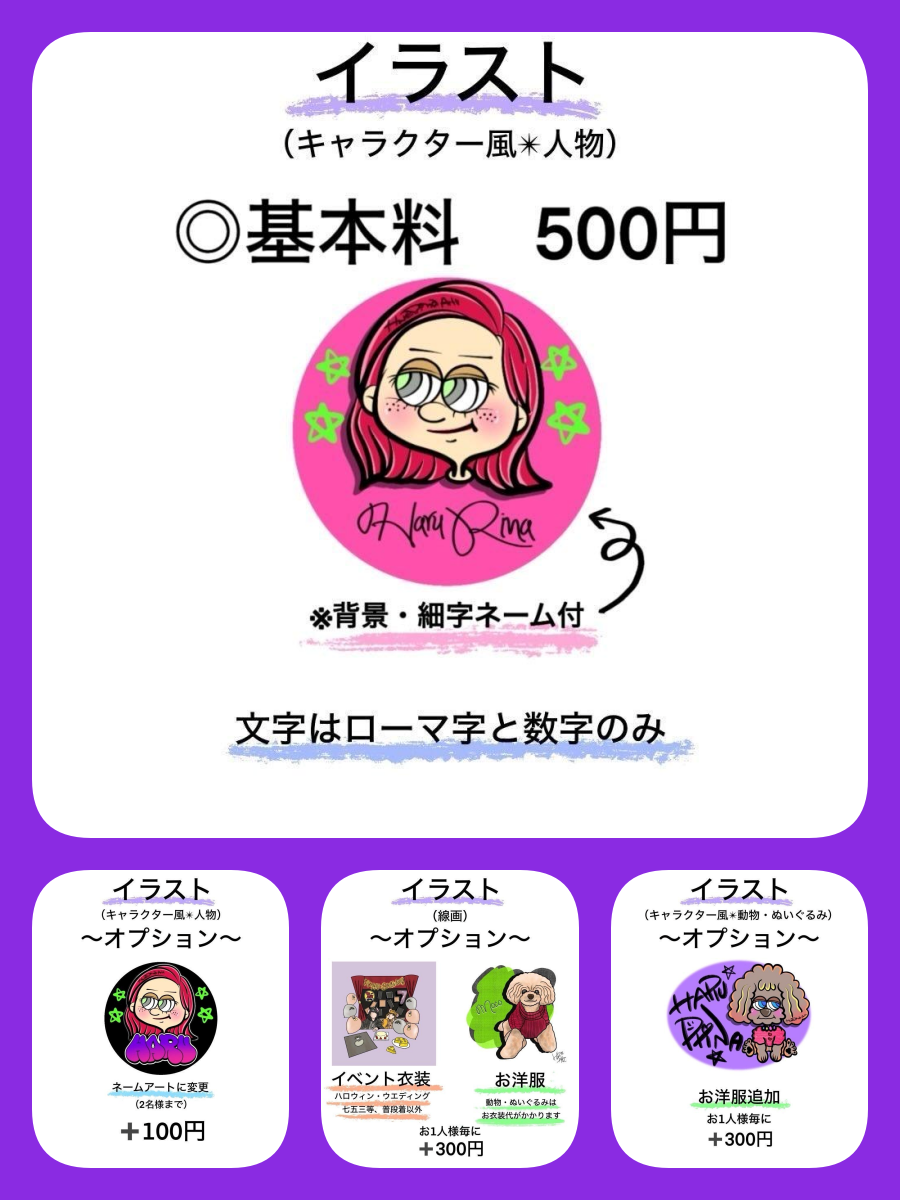 イラスト
（キャラクター風✴人物）
◎基本料　500円
Haru Rina
※背景・細字ネーム付
文字はローマ字と数字のみ
イラスト
（キャラクター風✴人物）
〜オプション〜
HARU
ネームアートに変更
（2名様まで）
+100円
イラスト
（線画）
〜オプション〜
イベント衣装
ハロウィン・ウエディング
七五三等、普段着以外
お洋服
動物・ぬいぐるみは
お衣装代がかかります
お1人様毎に
+300円
イラスト
（キャラクター風✴動物・ぬいぐるみ）
〜オプション〜
HARU
RINA
お洋服追加
お1人様毎に
+300円